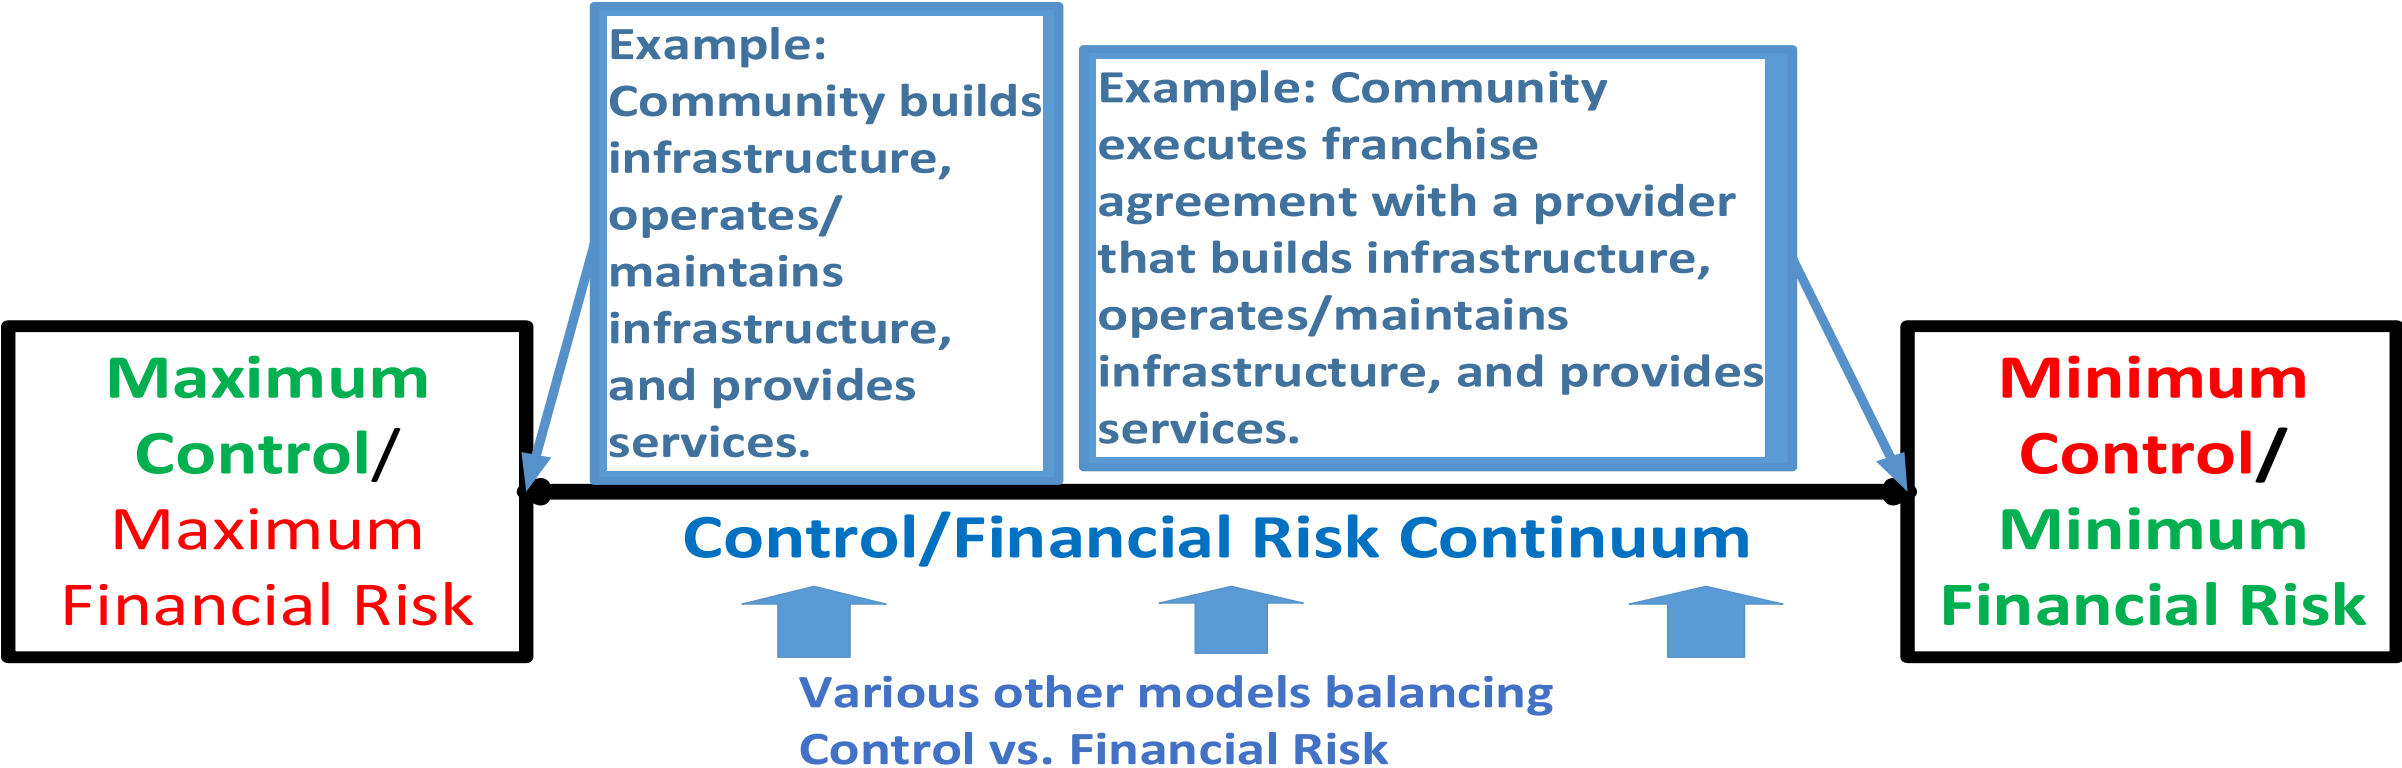 Example:
Community builds
infrastructure,
operates/
maintains
infrastructure,
and provides
services.
Example: Community
executes franchise
agreement with a provider
that builds infrastructure,
operates/maintains
infrastructure, and provides
services.
Maximum
Control/
Maximum
Financial Risk
Minimum
Control/
Minimum
Financial Risk
Control/Financial Risk Continuum
Various other models balancing
Control vs. Financial Risk